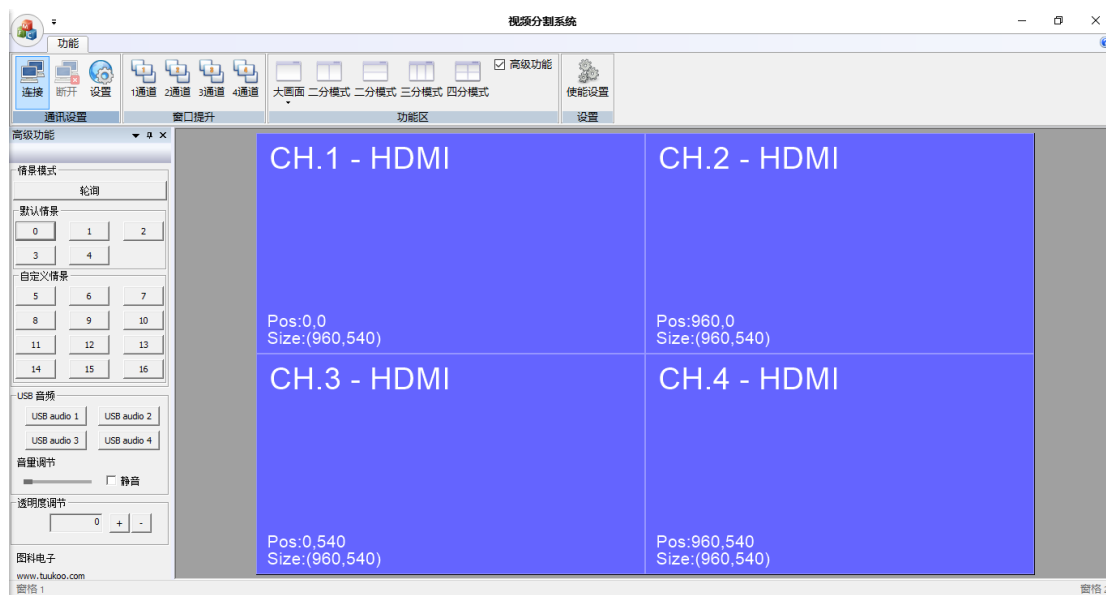 视频分割系统
功能
连接 断开 设置 1通道 2通道 3通道 4通道 大画面 二分模式 二分模式 三分模式 四分模式 高级功能 使能设置
通讯设置 窗口提升 功能区 设置
高级功能
情景模式
轮询
默认情景
0 1 2
3 4
自定义情景
5 6 7
8 9 10
11 12 13
14 15 16
USB 音频
USB audio 1 USB audio 2
USB audio 3 USB audio 4
音里调节
静音
透明度调节
0 + -
图科电子
www.tuukoo.com
CH.1 - HDMI
Pos:0,0
Size:(960,540)
CH.2 - HDMI
Pos:960,0
Size:(960,540)
CH.3 - HDMI
Pos:0,540
Size:(960,540)
CH.4 - HDMI
Pos:960,540
Size:(960,540)
窗格 1 窗格